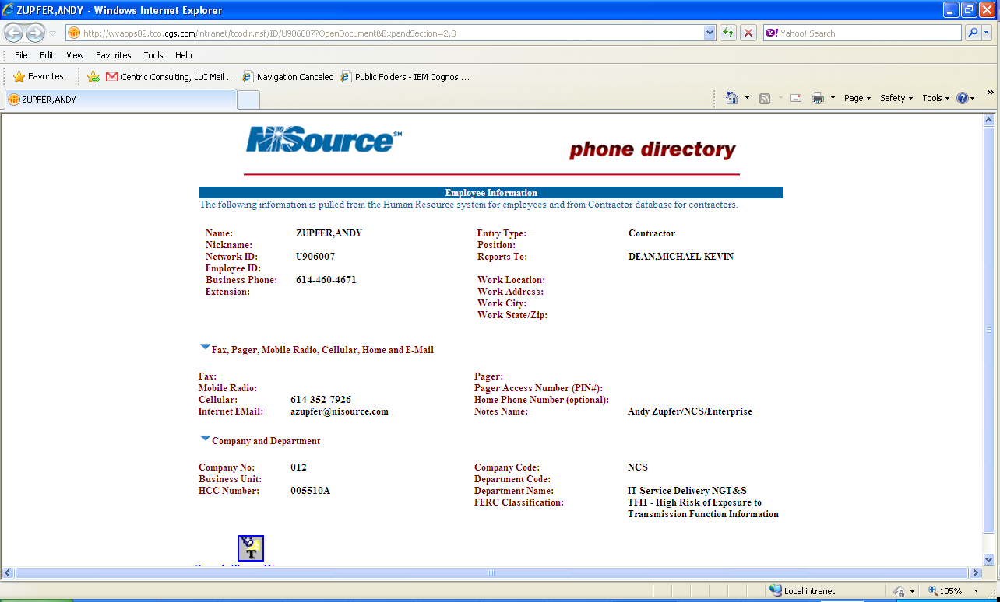 ZUPFER,ANDY - Windows Internet Explorer
http://wvapps02.tco.cgs.com/intranet/tcodir.nsf/ID/U906007?OpenDocument&ExpandSection=2,3
Yahoo! Search
File Edit View Favorites Tools Help
Favorites Centric Consulting, LLC Mail ... Navigation Canceled Public Folders - IBM Cognos ...
ZUPFER,ANDY
Page Safety Tools
NiSource SM
phone directory
Employee Information
The following information is pulled from the Human Resource system for employees and from Contractor database for contractors.
Name: ZUPFER,ANDY Entry Type: Contractor
Nickname: Position:
Network ID: U906007 Reports To: DEAN,MICHAEL KEVIN
Employee ID:
Business Phone: 614-460-4671 Work Location:
Extension: Work Address:
Work City:
Work State/Zip:
Fax, Pager, Mobile Radio, Cellular, Home and E-Mail
Fax: Pager:
Mobile Radio: Pager Access Number (PIN#):
Cellular: 614-352-7926 Home Phone Number (optional):
Internet EMail: azupfer@nisource.com Notes Name: Andy Zupfer/NCS/Enterprise
Company and Department
Company No: 012 Company Code: NCS
Business Unit: Department Code:
HCC Number: 005510A Department Name: IT Service Delivery NGT&S
FERC Classification: TFI1 - High Risk of Exposure to
Transmission Function Information
T
Local intranet 105%